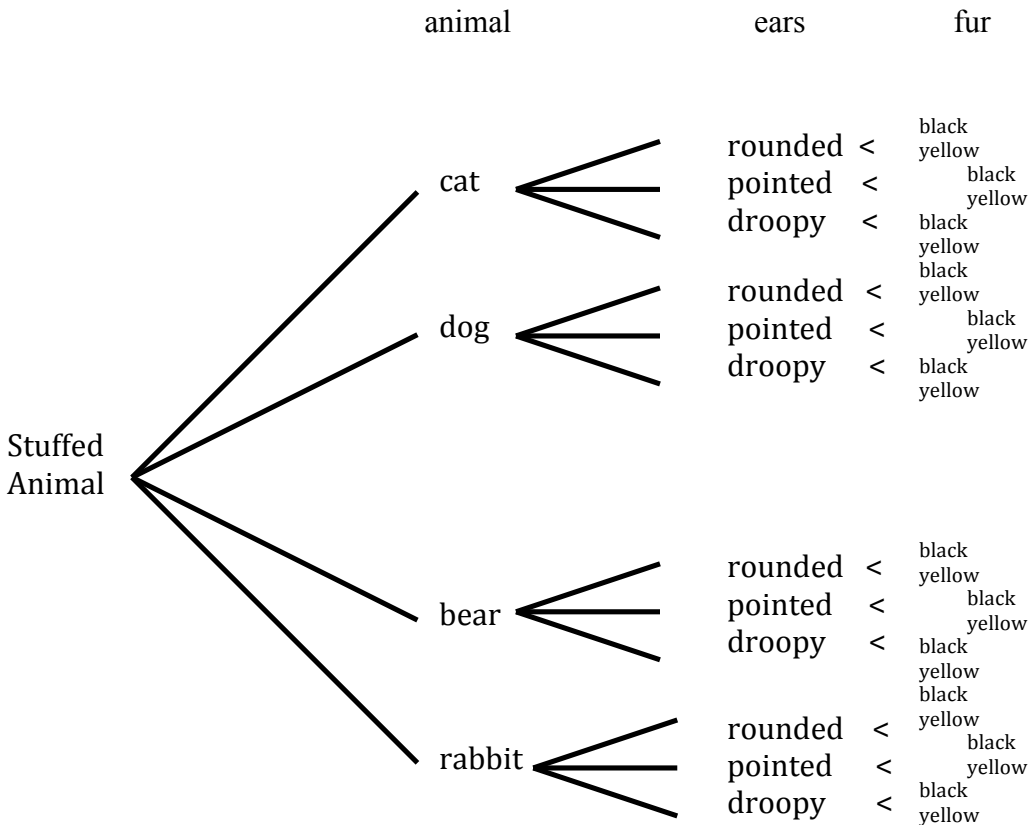 animal ears fur
cat
rounded < black
yellow
pointed < black
yellow
droopy < black
yellow
dog
rounded < black
yellow
pointed < black
yellow
droopy < black
yellow
Stuffed
Animal
bear
rounded < black
yellow
pointed < black
yellow
droopy < black
yellow
rabbit
rounded < black
yellow
pointed < black
yellow
droopy < black
yellow